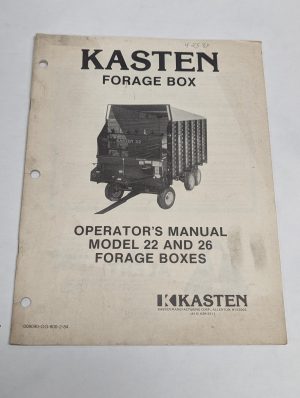 KASTEN
FORAGE BOX
OPERATOR'S MANUAL
MODEL 22 AND 26
FORAGE BOXES
KASTEN